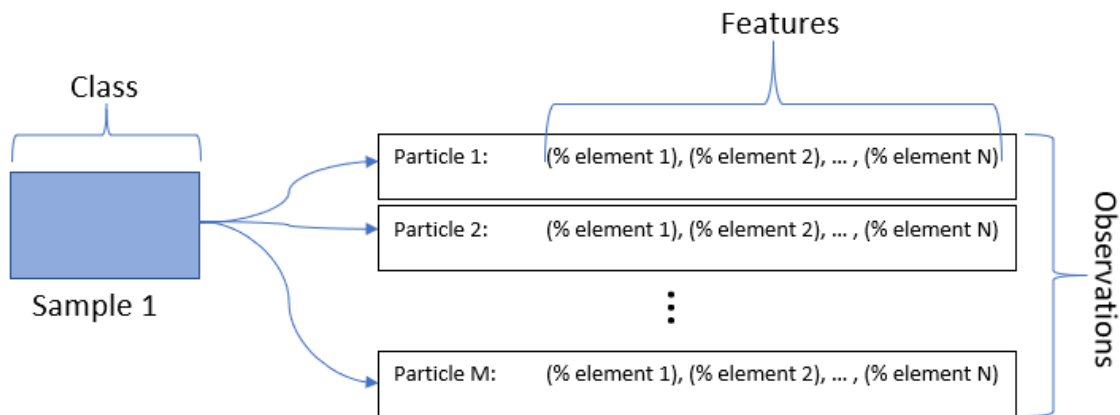 Features
Class
Particle 1: (% element 1), (% element 2), ... , (% element N)
Particle 2: (% element 1), (% element 2), ... , (% element N)
Sample 1
Particle M: (% element 1), (% element 2), ... , (% element N)
Observations